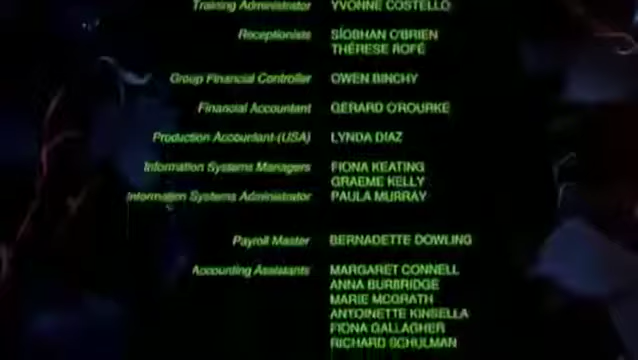 Training Administrator YVONNE COSTELLO
Receptionists SÍOBHAN O'BRIEN
THÉRESE ROFÉ
Group Financial Controller OWEN BINCHY
Financial Accountant GERARD O'ROURKE
Production Accountant (USA) LYNDA DIAZ
Information Systems Managers FIONA KEATING
GRAEME KELLY
Information Systems Administrator PAULA MURRAY
Payroll Master BERNADETTE DOWLING
Accounting Assistants MARGARET CONNELL
ANNA BURBRIDGE
MARIE MCGRATH
ANTOINETTE KINSELLA
FIONA GALLAGHER
RICHARD SCHULMAN